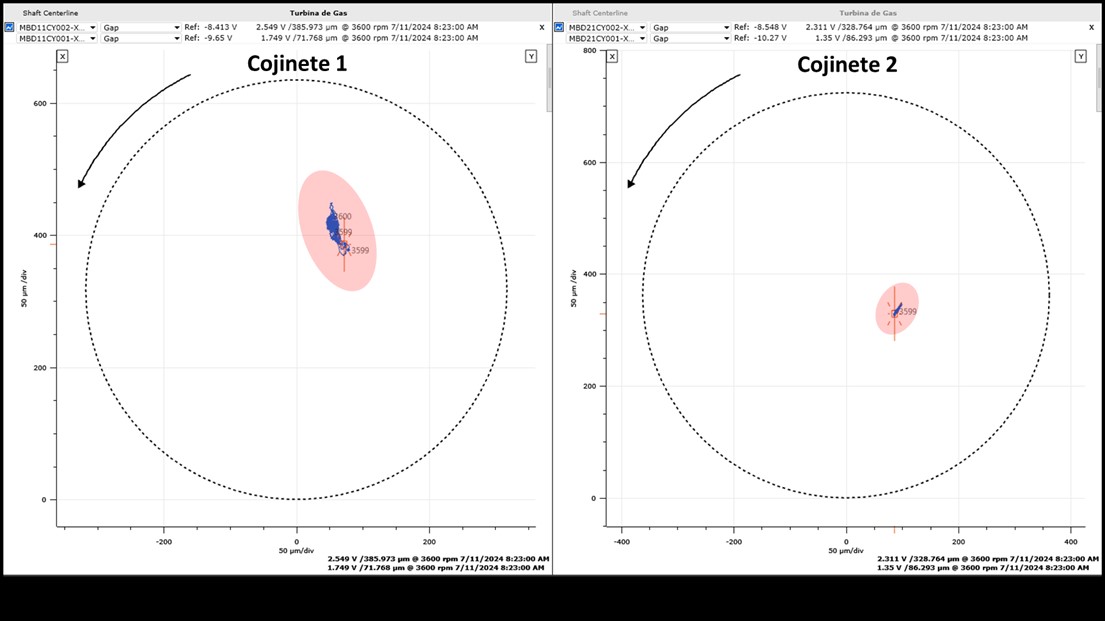 Shaft Centerline Turbina de Gas
MBD11CY002-X... Gap Ref: -8.413 V 2.549 V /385.973 µm @ 3600 rpm 7/11/2024 8:23:00 AM X
MBD11CY001-X... Gap Ref: -9.65 V 1.749 V /71.768 µm @ 3600 rpm 7/11/2024 8:23:00 AM
X Cojinete 1 Y
600
400
200
0
50 µm /div
3600
3599
3599
-200 0 200
50 µm/div
2.549 V /385.973 µm @ 3600 rpm 7/11/2024 8:23:00 AM
1.749 V /71.768 µm @ 3600 rpm 7/11/2024 8:23:00 AM
Shaft Centerline Turbina de Gas
MBD21CY002-X... Gap Ref: -8.548 V 2.311 V /328.764 µm @ 3600 rpm 7/11/2024 8:23:00 AM X
MBD21CY001-X... Gap Ref: -10.27 V 1.35 V /86.293 µm @ 3600 rpm 7/11/2024 8:23:00 AM
X Cojinete 2 Y
800
600
400
200
0
50 µm /div
3599
-400 -200 0 200 400
50 µm/div
2.311 V /328.764 µm @ 3600 rpm 7/11/2024 8:23:00 AM
1.35 V /86.293 µm @ 3600 rpm 7/11/2024 8:23:00 AM